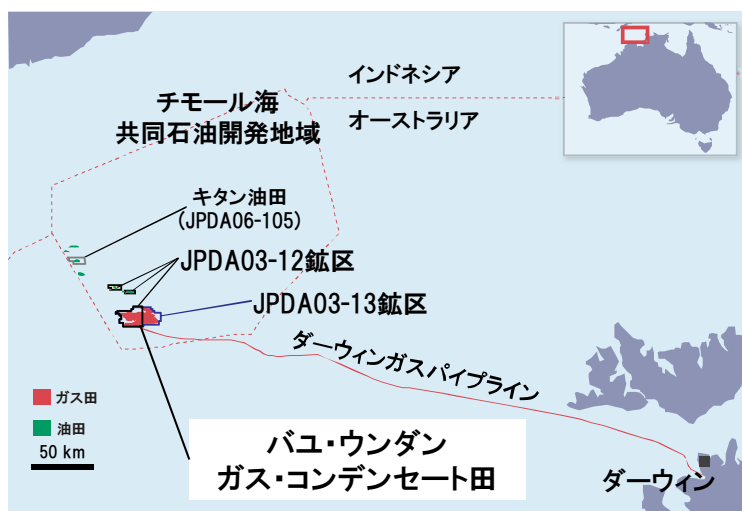 インドネシア
チモール海
共同石油開発地域
オーストラリア
キタン油田
(JPDA06-105)
JPDA03-12鉱区
JPDA03-13鉱区
ダーウィンガスパイプライン
ガス田
油田
50 km
バユ・ウンダン
ガス・コンデンセート田
ダーウィン